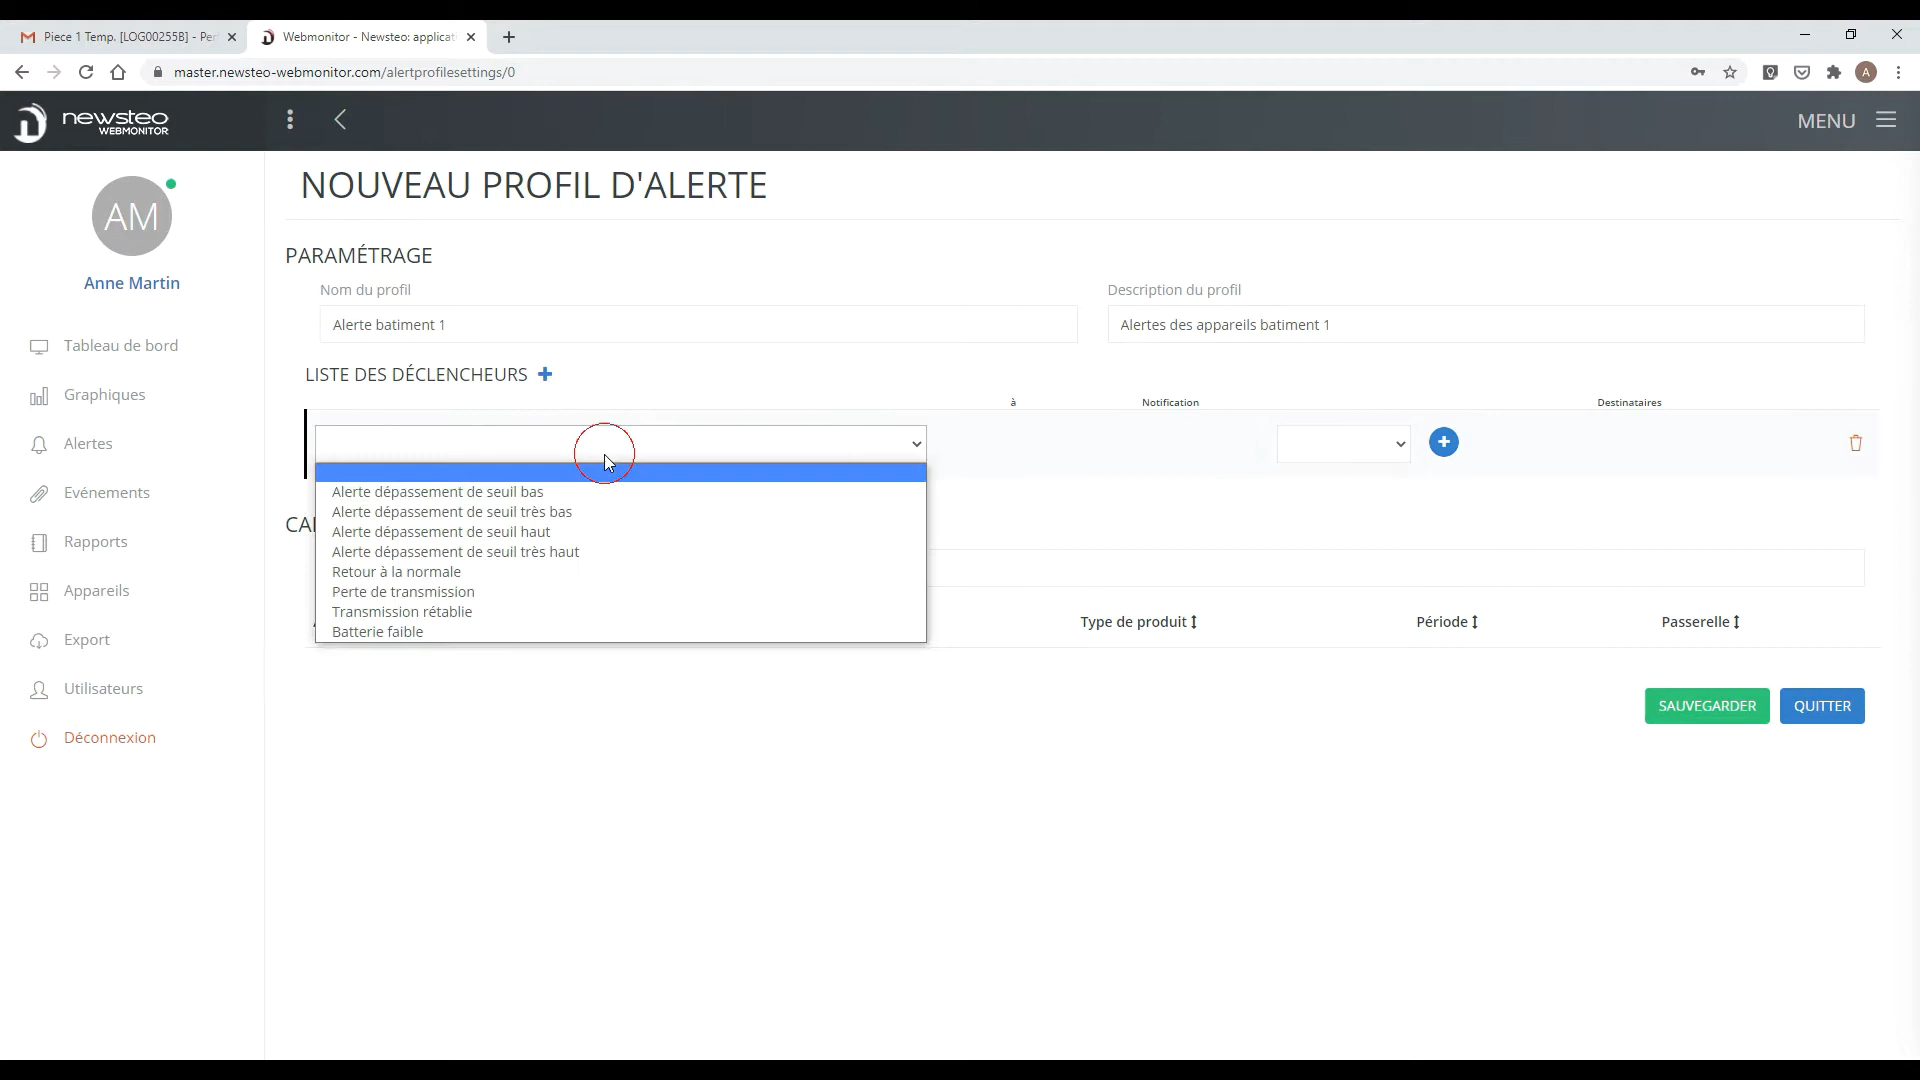 Piece 1 Temp. [LOG00255B] - Per
Webmonitor - Newsteo: applicat
master.newsteo-webmonitor.com/alertprofilesettings/0
A
newsteo
WEBMONITOR
MENU
AM
Anne Martin
Tableau de bord
Graphiques
Alertes
Evénements
Rapports
Appareils
Export
Utilisateurs
Déconnexion
NOUVEAU PROFIL D'ALERTE
PARAMÉTRAGE
Nom du profil
Description du profil
Alerte batiment 1
Alertes des appareils batiment 1
LISTE DES DÉCLENCHEURS
à
Notification
Destinataires
Alerte dépassement de seuil bas
Alerte dépassement de seuil très bas
Alerte dépassement de seuil haut
Alerte dépassement de seuil très haut
Retour à la normale
Perte de transmission
Transmission rétablie
Batterie faible
Type de produit
Période
Passerelle
SAUVEGARDER
QUITTER